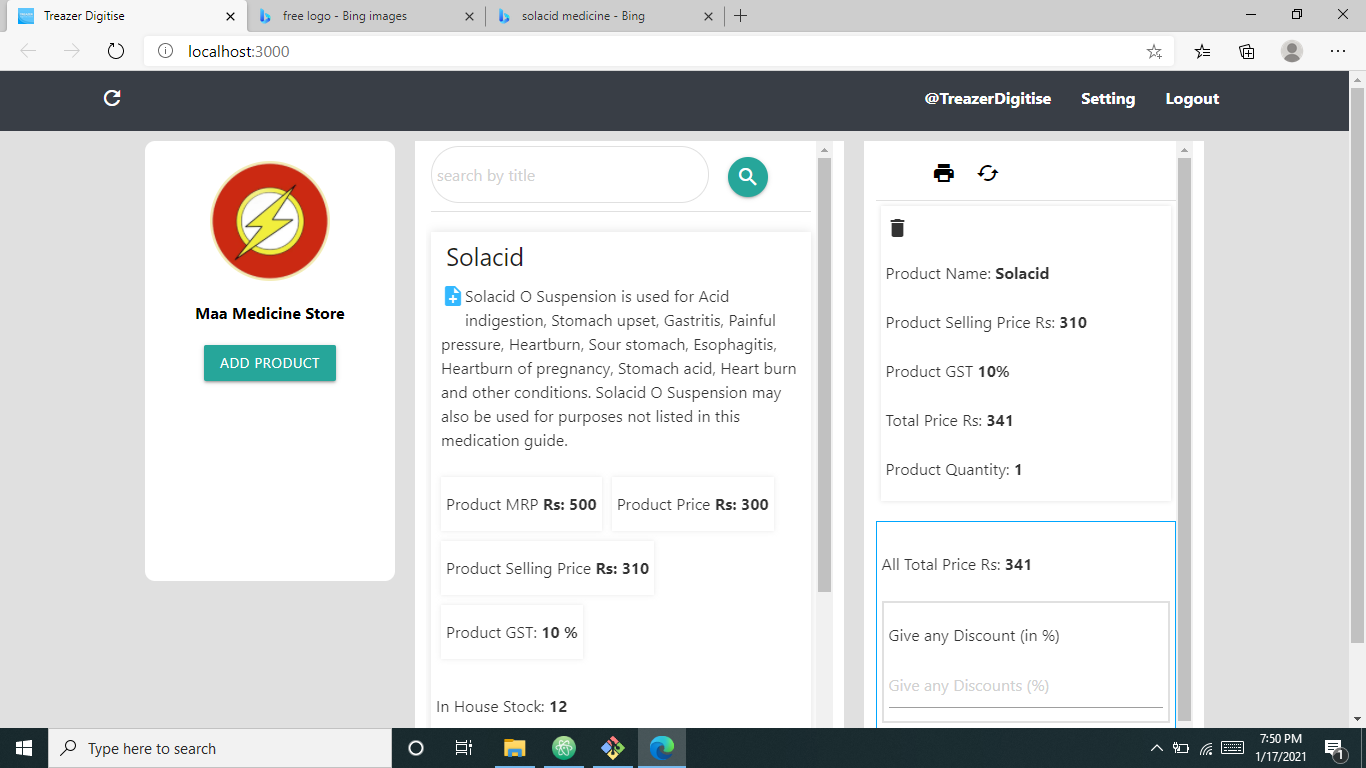 Treazer Digitise
free logo - Bing images
solacid medicine - Bing
localhost:3000
@TreazerDigitise Setting Logout
Maa Medicine Store
ADD PRODUCT
search by title
Solacid
Solacid O Suspension is used for Acid
indigestion, Stomach upset, Gastritis, Painful
pressure, Heartburn, Sour stomach, Esophagitis,
Heartburn of pregnancy, Stomach acid, Heart burn
and other conditions. Solacid O Suspension may
also be used for purposes not listed in this
medication guide.
Product MRP Rs: 500
Product Price Rs: 300
Product Selling Price Rs: 310
Product GST: 10 %
In House Stock: 12
Product Name: Solacid
Product Selling Price Rs: 310
Product GST 10%
Total Price Rs: 341
Product Quantity: 1
All Total Price Rs: 341
Give any Discount (in %)
Give any Discounts (%)
Type here to search
7:50 PM
1/17/2021
1